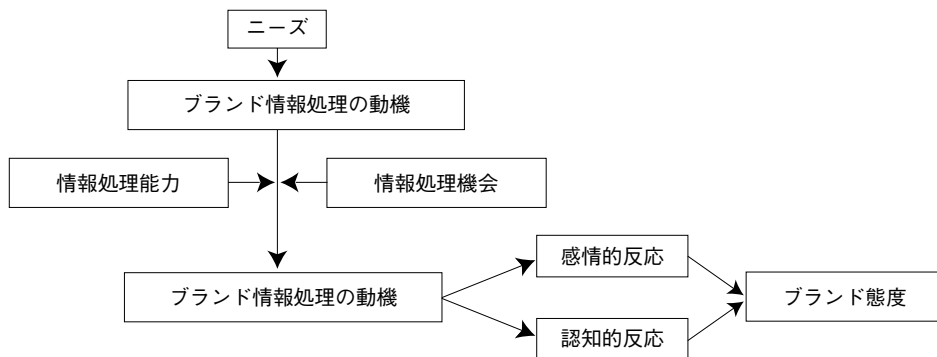 ニーズ
ブランド情報処理の動機
情報処理能力
情報処理機会
感情的反応
ブランド情報処理の動機
ブランド態度
認知的反応